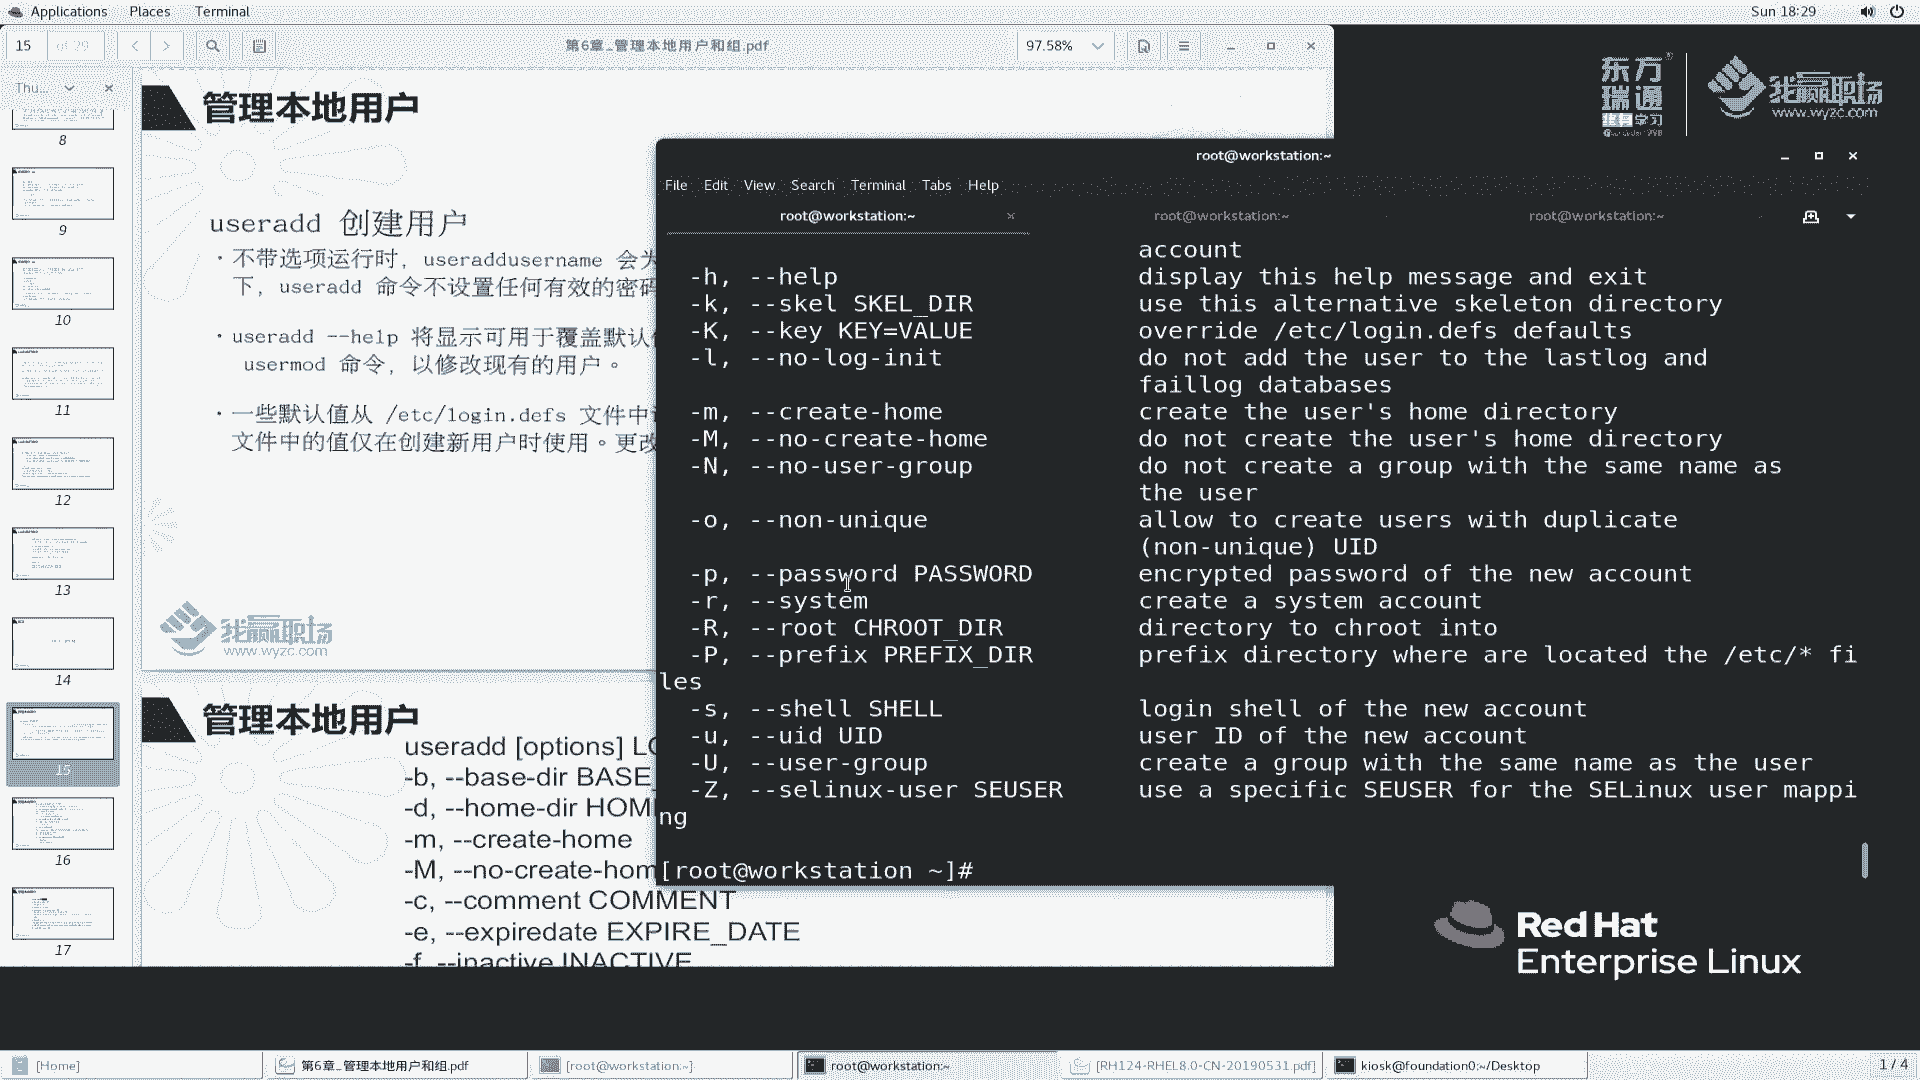 Applications Places Terminal Sun 18:29
15 of 29 第6章_管理本地用户和组.pdf 97.58%
Thu...
8
9
10
11
12
13
14
15
16
17
管理本地用户
useradd 创建用户
· 不带选项运行时，useraddusername 会为
下，useradd 命令不设置任何有效的密码
· useradd --help 将显示可用于覆盖默认
usermod 命令，以修改现有的用户。
· 一些默认值从 /etc/login.defs 文件中
文件中的值仅在创建新用户时使用。更改
我赢职场
www.wyzc.com
管理本地用户
useradd [options] LO
-b, --base-dir BASE_
-d, --home-dir HOM
-m, --create-home
-M, --no-create-hom
-c, --comment COMMENT
-e, --expiredate EXPIRE_DATE
-f, --inactive INACTIVE
东方瑞通
终身学习
我赢职场
www.wyzc.com
root@workstation:~
File Edit View Search Terminal Tabs Help
root@workstation:~ root@workstation:~ root@workstation:~
account
-h, --help display this help message and exit
-k, --skel SKEL_DIR use this alternative skeleton directory
-K, --key KEY=VALUE override /etc/login.defs defaults
-l, --no-log-init do not add the user to the lastlog and
faillog databases
-m, --create-home create the user's home directory
-M, --no-create-home do not create the user's home directory
-N, --no-user-group do not create a group with the same name as
the user
-o, --non-unique allow to create users with duplicate
(non-unique) UID
-p, --password PASSWORD encrypted password of the new account
-r, --system create a system account
-R, --root CHROOT_DIR directory to chroot into
-P, --prefix PREFIX_DIR prefix directory where are located the /etc/* fi
les
-s, --shell SHELL login shell of the new account
-u, --uid UID user ID of the new account
-U, --user-group create a group with the same name as the user
-Z, --selinux-user SEUSER use a specific SEUSER for the SELinux user mappi
ng
[root@workstation ~]#
Red Hat
Enterprise Linux
[Home] 第6章_管理本地用户和组.pdf [root@workstation:~] root@workstation:~ [RH124-RHEL8.0-CN-20190531.pdf] kiosk@foundation0:~/Desktop 1 / 4